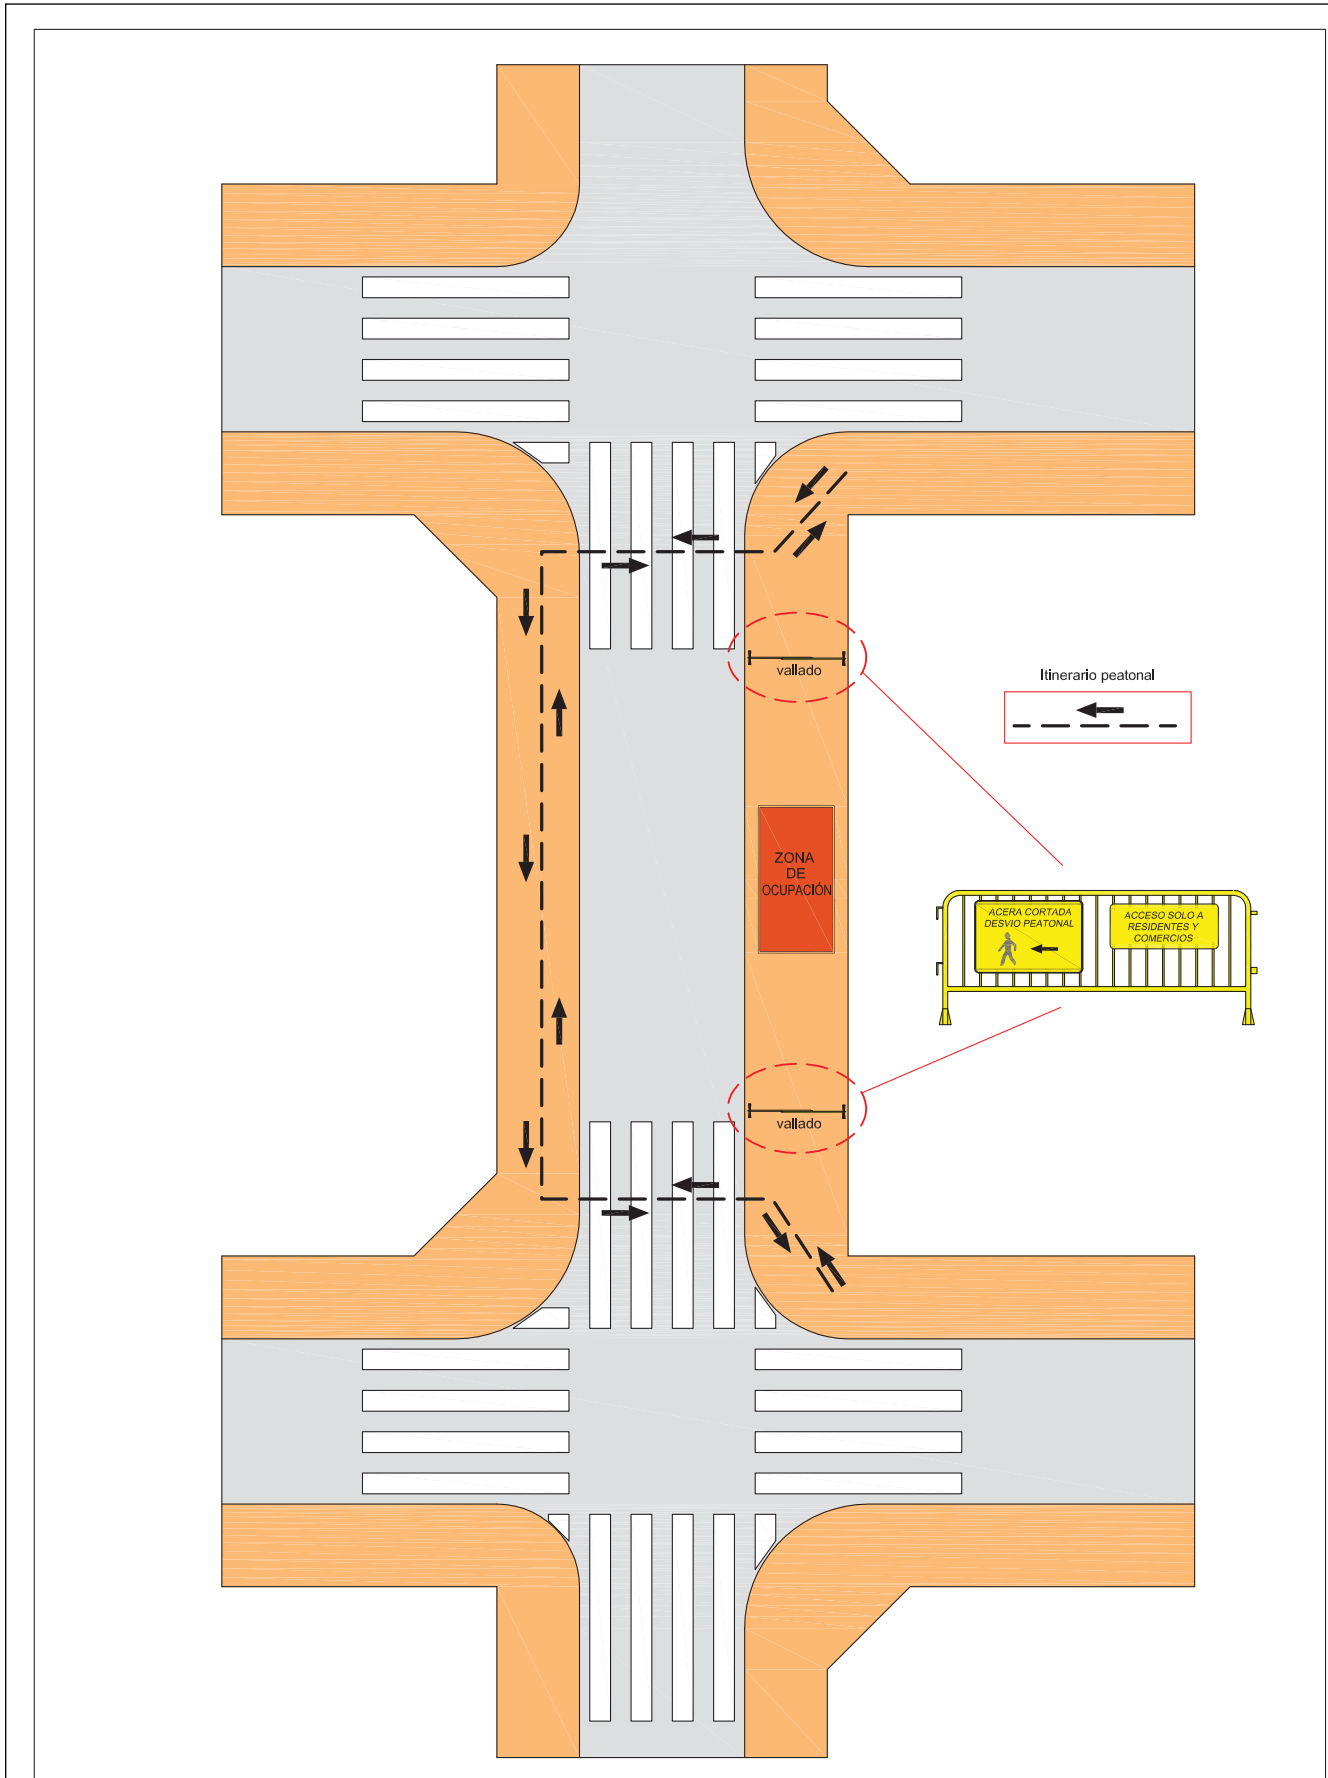 vallado
Itinerario peatonal
ZONA
DE
OCUPACIÓN
ACERA CORTADA
DESVIO PEATONAL
ACCESO SOLO A
RESIDENTES Y
COMERCIOS
vallado